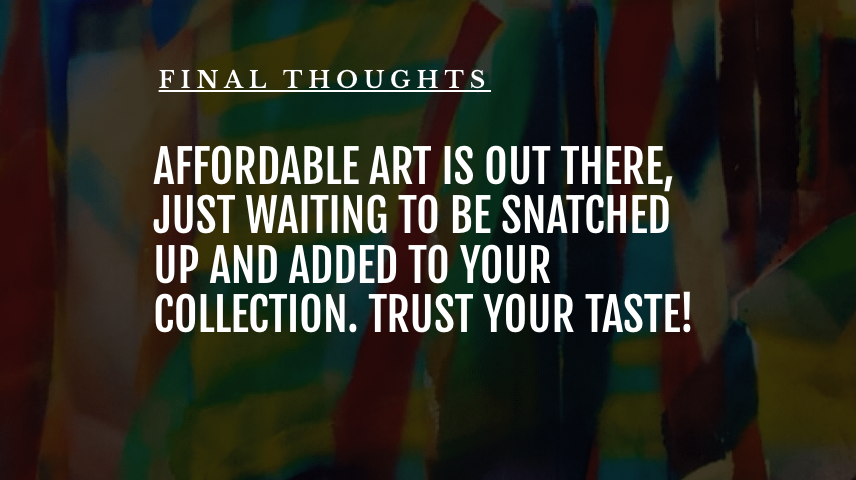 FINAL THOUGHTS
AFFORDABLE ART IS OUT THERE,
JUST WAITING TO BE SNATCHED
UP AND ADDED TO YOUR
COLLECTION. TRUST YOUR TASTE!